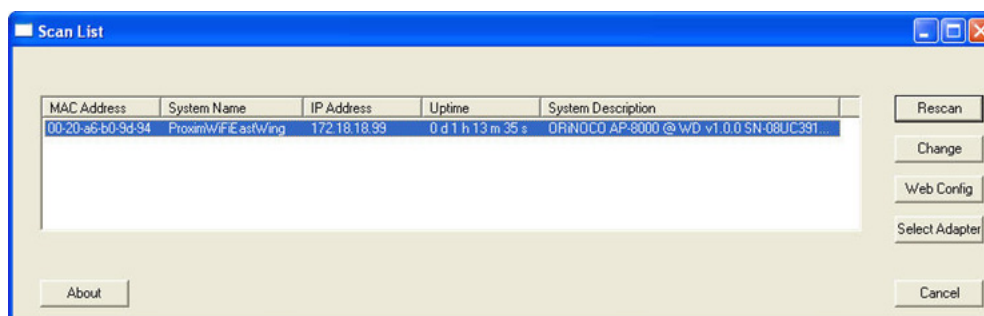 Scan List
MAC Address System Name IP Address Uptime System Description
00-20-a6-b0-9d-94 ProximWiFiEastWing 172.18.18.99 0 d 1 h 13 m 35 s ORiNOCO AP-8000 @ WD v1.0.0 SN-08UC391...
Rescan
Change
Web Config
Select Adapter
About
Cancel